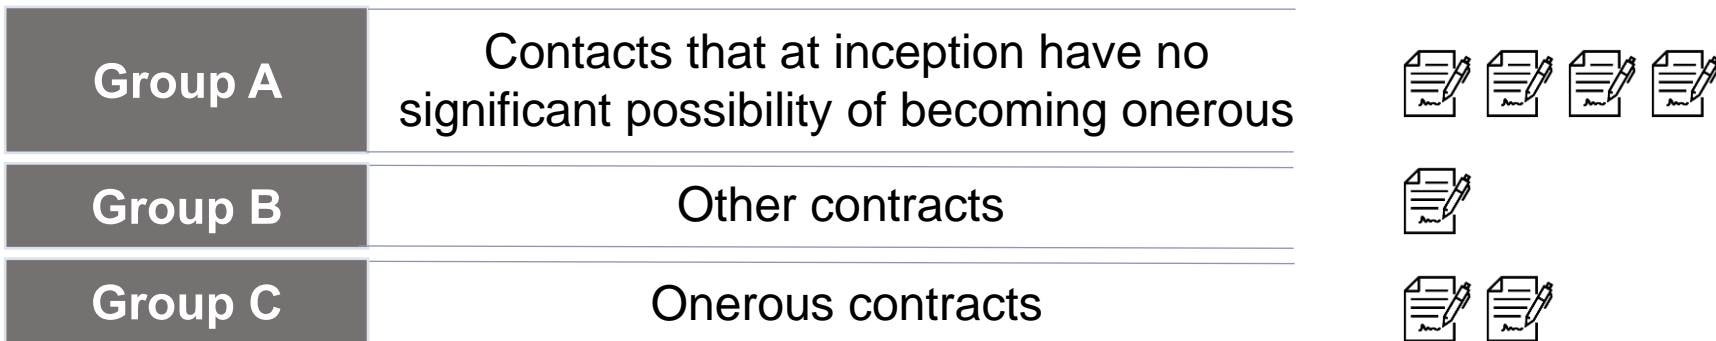 Group A
Contacts that at inception have no
significant possibility of becoming onerous
Group B
Other contracts
Group C
Onerous contracts